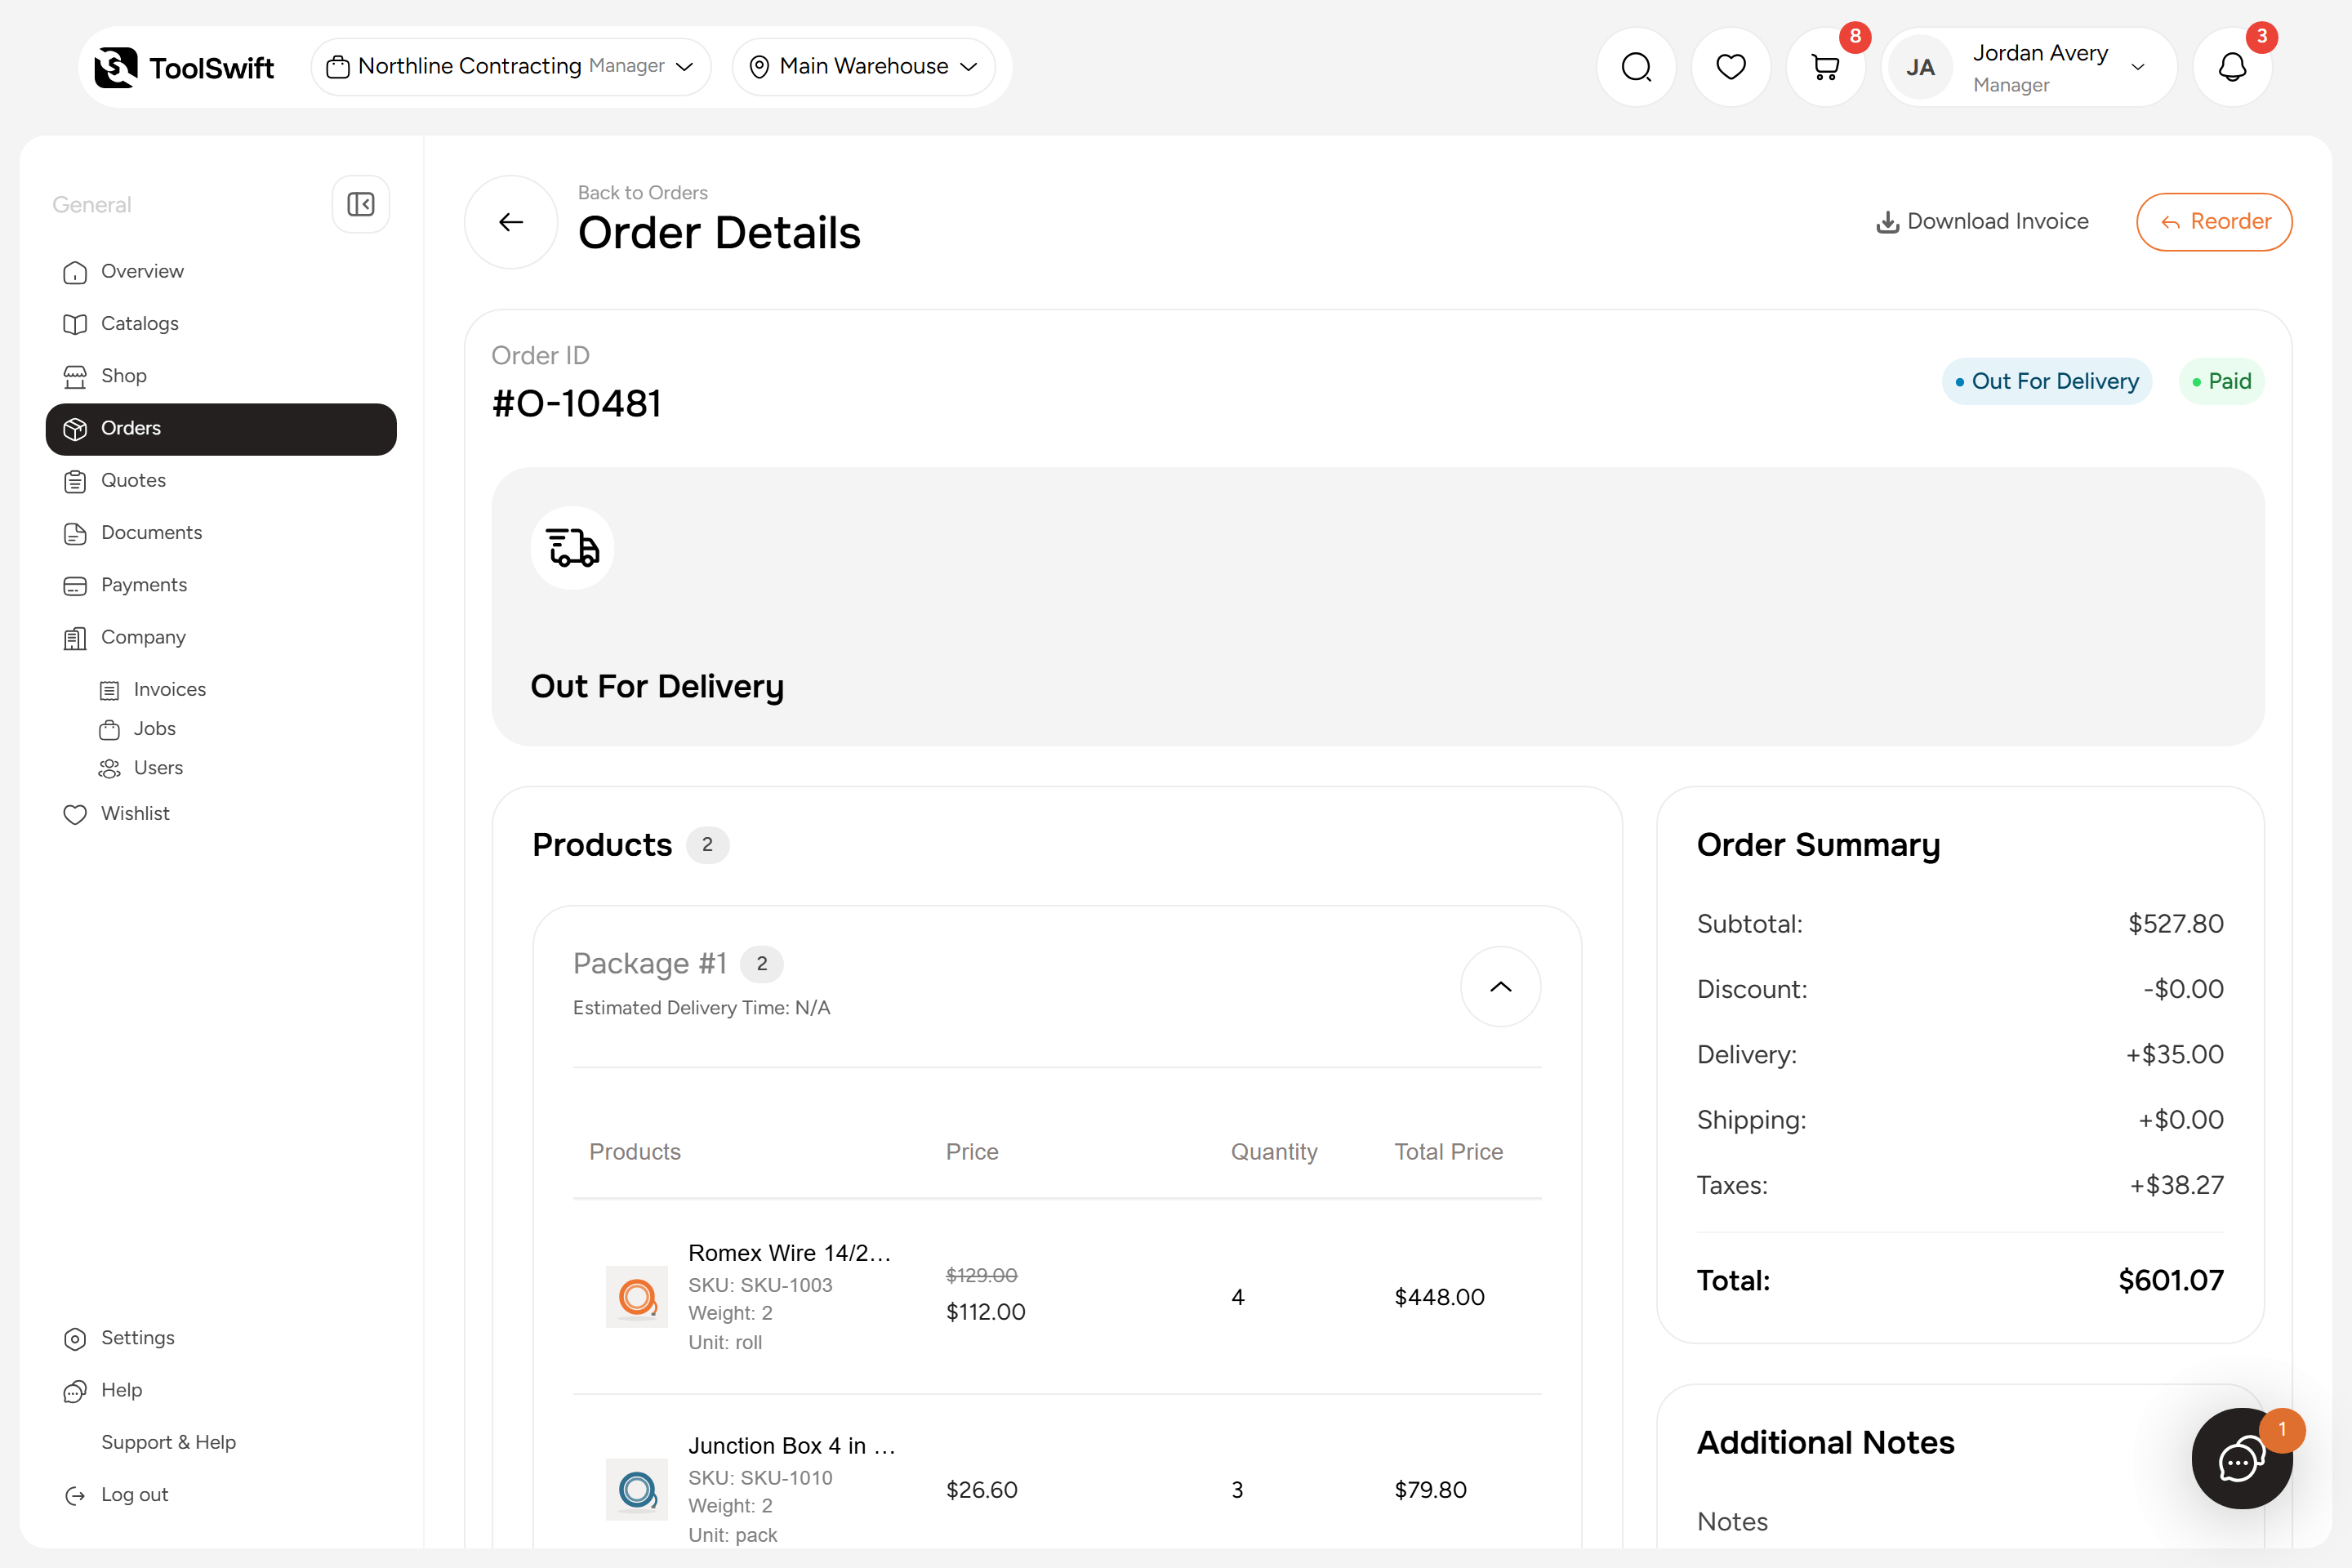 ToolSwift
Northline Contracting Manager
Main Warehouse
8
JA
Jordan Avery
Manager
3
General
Overview
Catalogs
Shop
Orders
Quotes
Documents
Payments
Company
Invoices
Jobs
Users
Wishlist
Settings
Help
Support & Help
Log out
Back to Orders
Order Details
Download Invoice
Reorder
Order ID
#O-10481
Out For Delivery
Paid
Out For Delivery
Products 2
Package #1 2
Estimated Delivery Time: N/A
Products Price Quantity Total Price
Romex Wire 14/2...
SKU: SKU-1003
Weight: 2
Unit: roll
$129.00
$112.00
4
$448.00
Junction Box 4 in ...
SKU: SKU-1010
Weight: 2
Unit: pack
$26.60
3
$79.80
Order Summary
Subtotal: $527.80
Discount: -$0.00
Delivery: +$35.00
Shipping: +$0.00
Taxes: +$38.27
Total: $601.07
Additional Notes
Notes
1